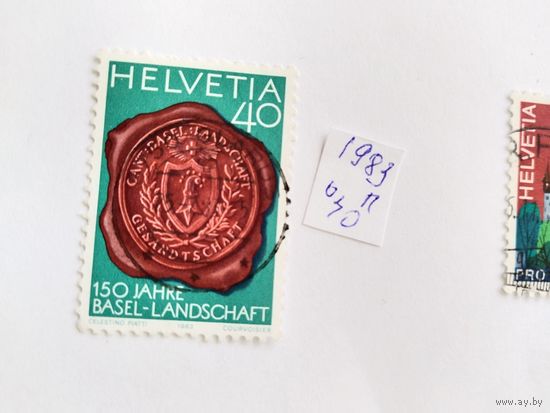 HELVETIA
40
CANT·BASEL-LANDSCHAFT
GESANDTSCHAFT
150 JAHRE
BASEL-LANDSCHAFT
CELESTINO PIATTI 1983 COURVOISIER
1983
HELVETIA
PRO
www.ay.by